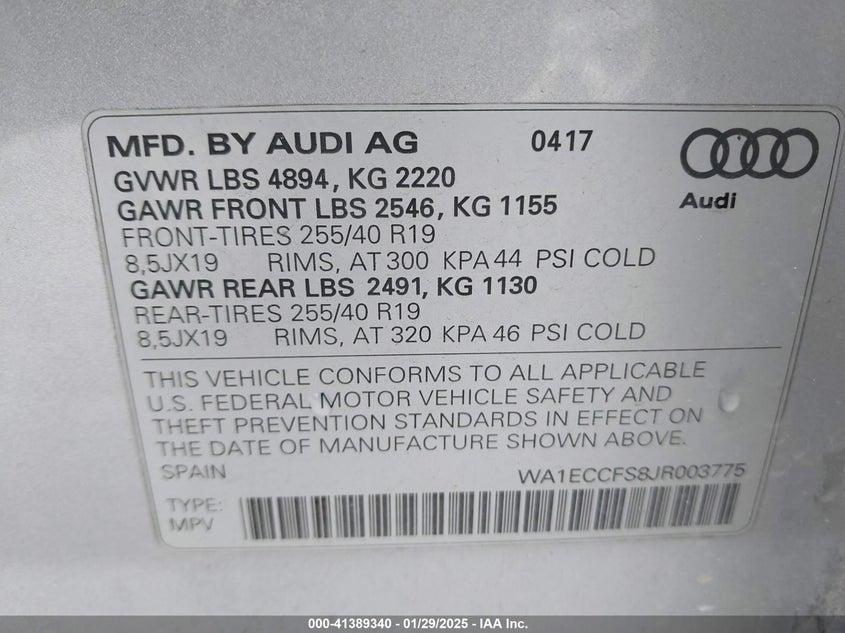 MFD. BY AUDI AG 0417
Audi
GVWR LBS 4894, KG 2220
GAWR FRONT LBS 2546, KG 1155
FRONT-TIRES 255/40 R19
8,5JX19 RIMS, AT 300 KPA 44 PSI COLD
GAWR REAR LBS 2491, KG 1130
REAR-TIRES 255/40 R19
8,5JX19 RIMS, AT 320 KPA 46 PSI COLD
THIS VEHICLE CONFORMS TO ALL APPLICABLE
U.S. FEDERAL MOTOR VEHICLE SAFETY AND
THEFT PREVENTION STANDARDS IN EFFECT ON
THE DATE OF MANUFACTURE SHOWN ABOVE.
SPAIN WA1ECCFS8JR003775
TYPE:
MPV
000-41389340 - 01/29/2025 - IAA Inc.